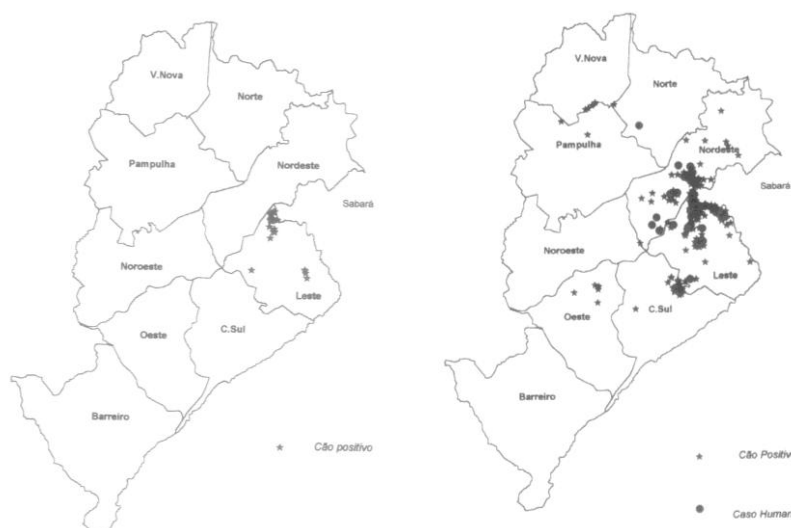 V.Nova
Norte
Pampulha
Nordeste
Sabará
Noroeste
Leste
Oeste
C.Sul
Barreiro
Cão positivo
V.Nova
Norte
Pampulha
Nordeste
Sabará
Noroeste
Leste
Oeste
C.Sul
Barreiro
Cão Positiv
Caso Human